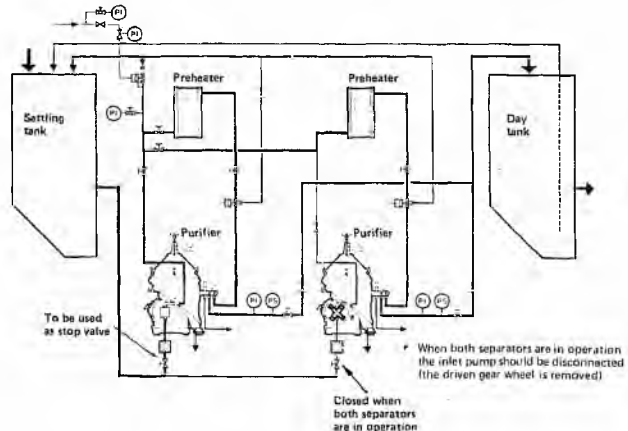 PI
PI
Preheater
Preheater
Settling
tank
PI
Day
tank
Purifier
Purifier
PI
PS
PI
PS
To be used
as stop valve
When both separators are in operation
the inlet pump should be disconnected
(the driven gear wheel is removed)
Closed when
both separators
are in operation